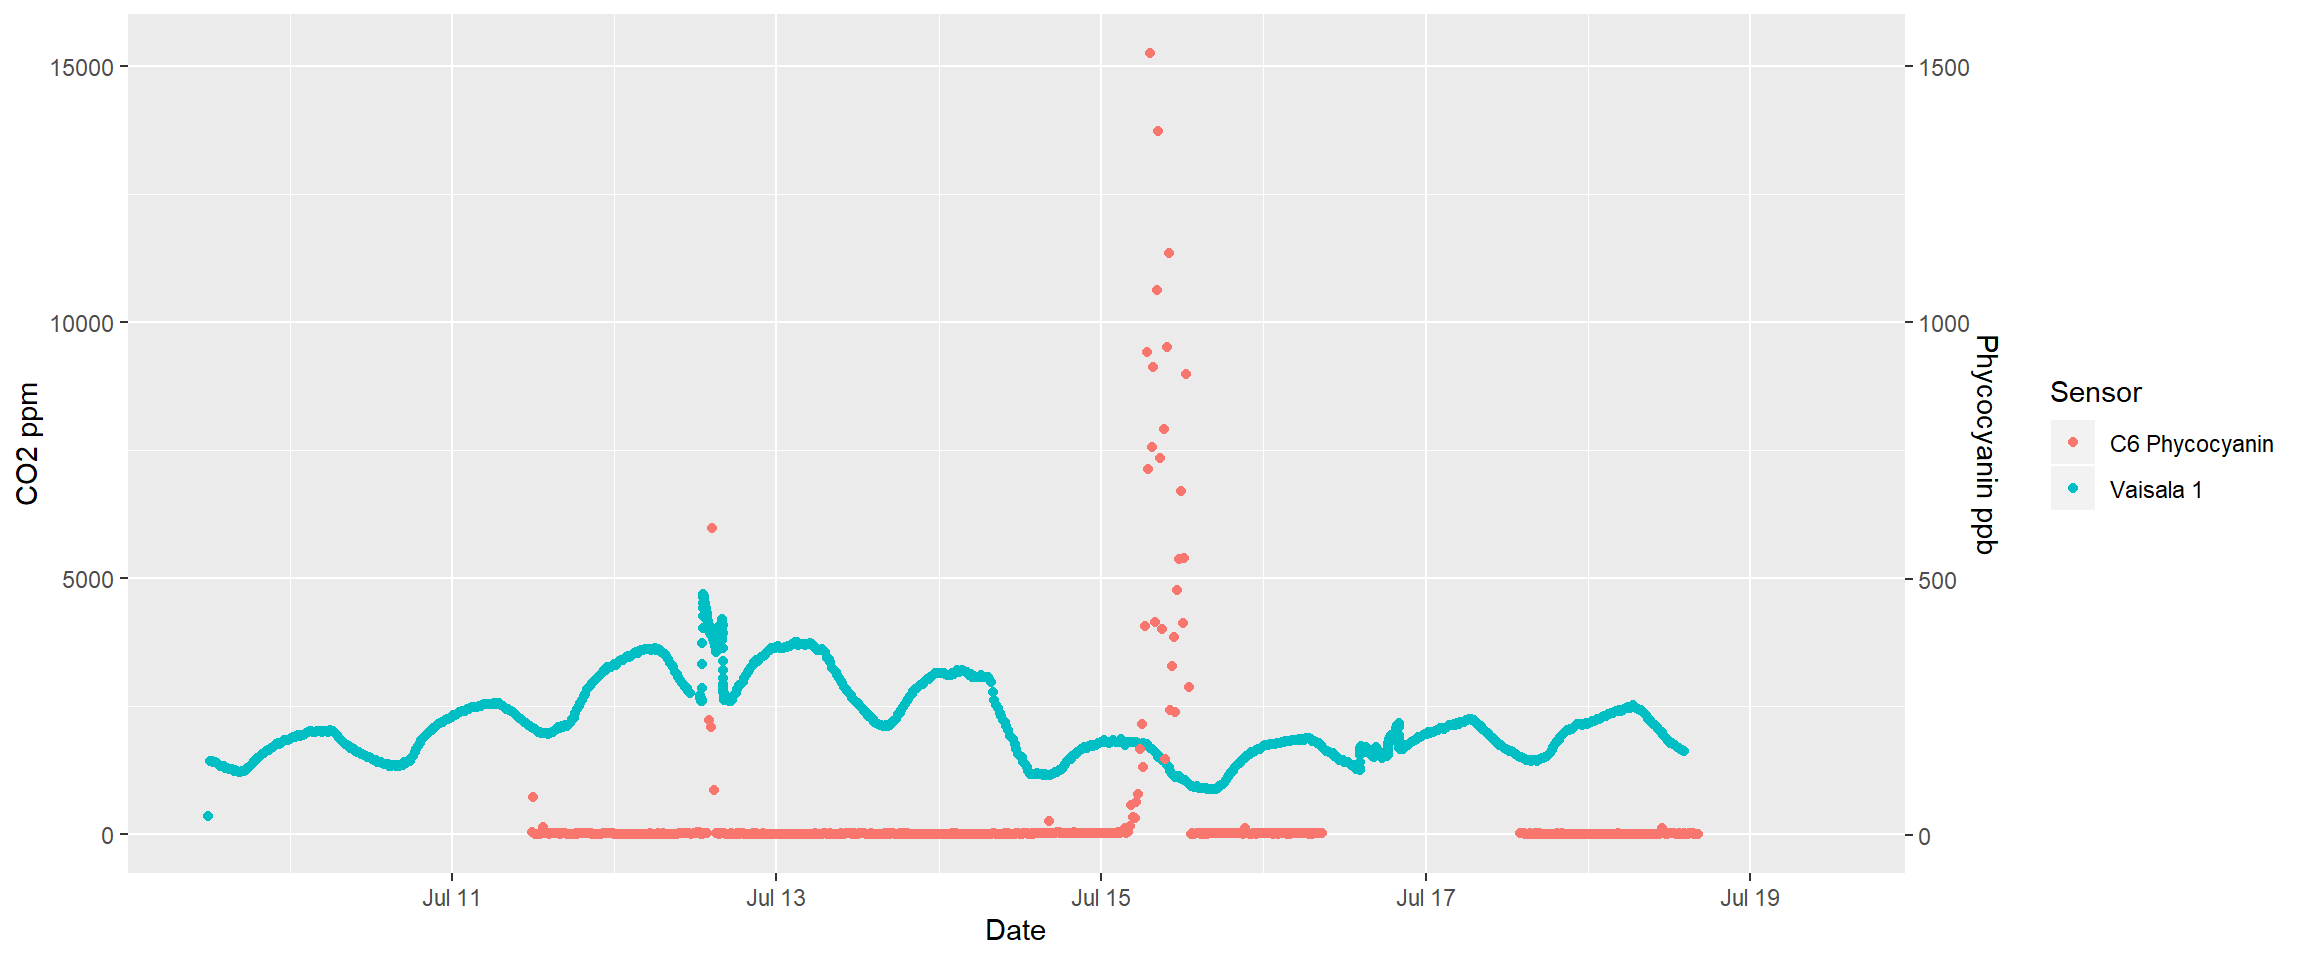 15000
10000
5000
0
CO2 ppm
1500
1000
500
0
Phycocyanin ppb
Jul 11
Jul 13
Jul 15
Jul 17
Jul 19
Date
Sensor
C6 Phycocyanin
Vaisala 1